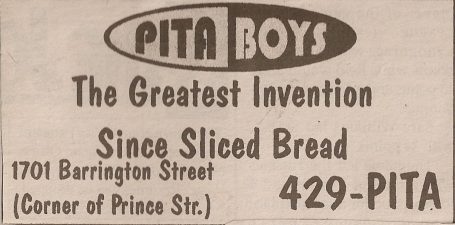 PITA BOYS
The Greatest Invention
Since Sliced Bread
1701 Barrington Street
(Corner of Prince Str.)
429-PITA